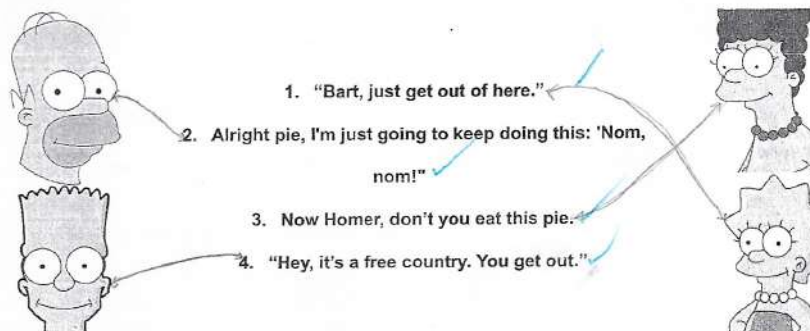 1. "Bart, just get out of here."
2. Alright pie, I'm just going to keep doing this: 'Nom,
nom!"
3. Now Homer, don't you eat this pie.
4. "Hey, it's a free country. You get out."